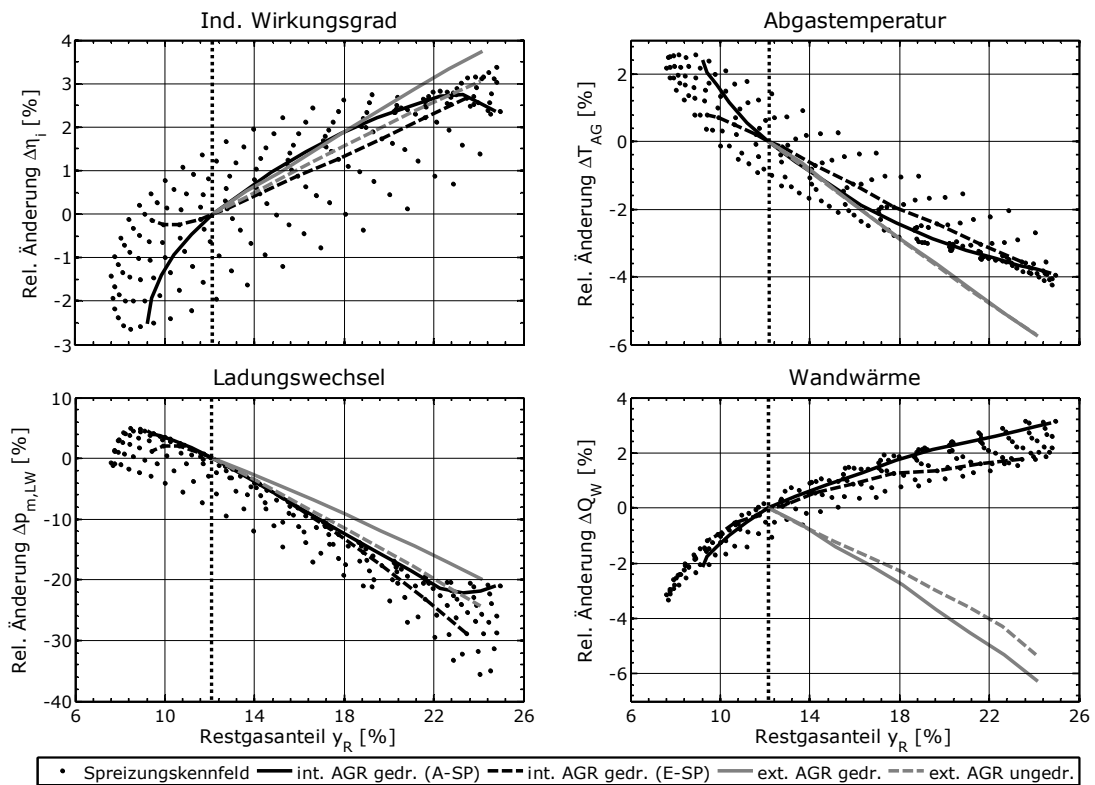 Ind. Wirkungsgrad
Rel. Änderung Δη_i [%]
4
3
2
1
0
-1
-2
-3
Abgastemperatur
Rel. Änderung ΔT_AG [%]
2
0
-2
-4
-6
Ladungswechsel
Rel. Änderung Δp_m,LW [%]
10
0
-10
-20
-30
-40
6 10 14 18 22 26
Restgasanteil y_R [%]
Wandwärme
Rel. Änderung ΔQ_W [%]
4
2
0
-2
-4
-6
6 10 14 18 22 26
Restgasanteil y_R [%]
Spreizungskennfeld int. AGR gedr. (A-SP) int. AGR gedr. (E-SP) ext. AGR gedr. ext. AGR ungedr.